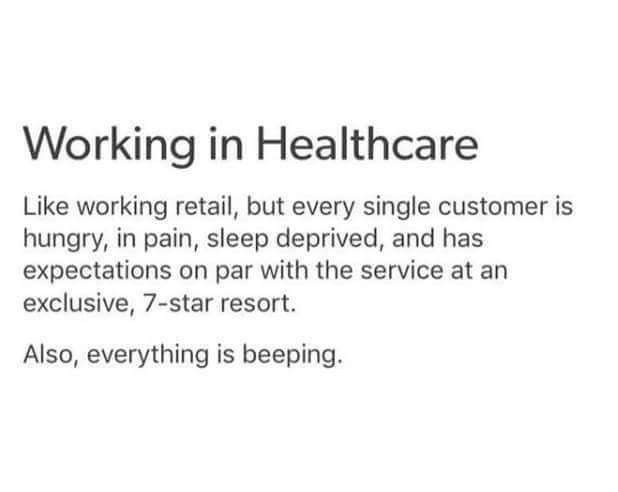 Working in Healthcare
Like working retail, but every single customer is
hungry, in pain, sleep deprived, and has
expectations on par with the service at an
exclusive, 7-star resort.
Also, everything is beeping.